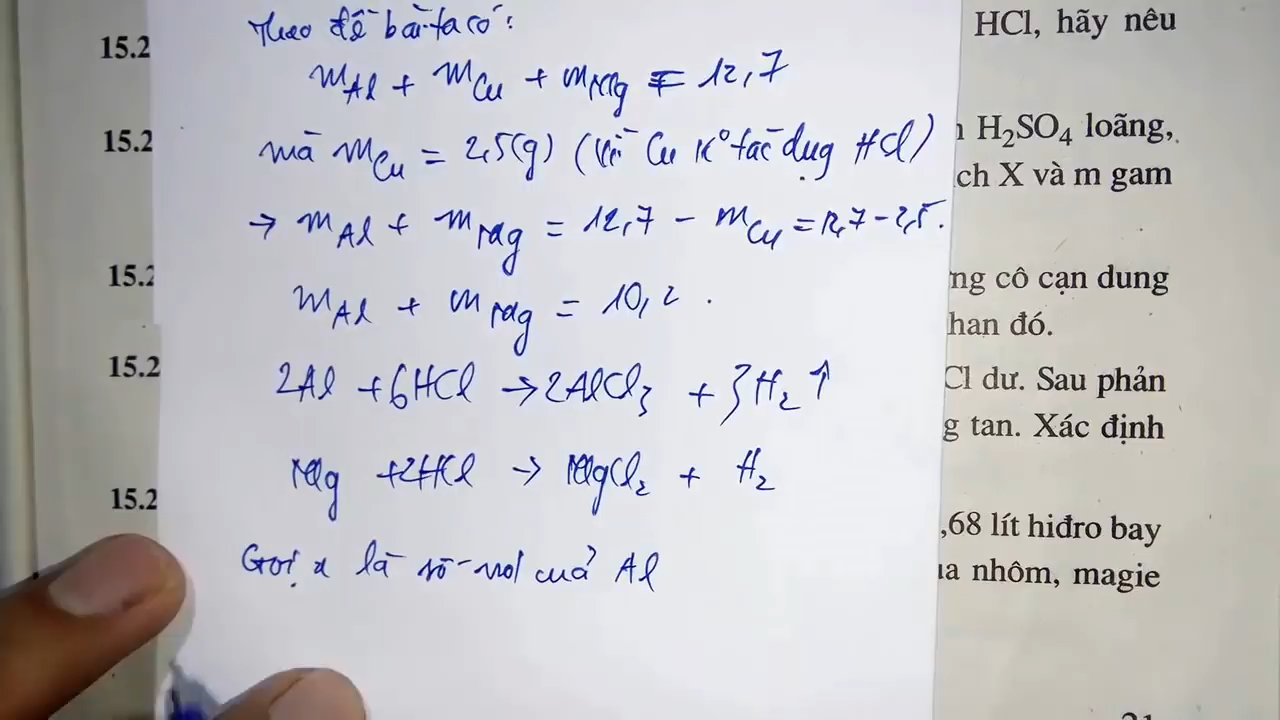 Theo đề bài ta có:
mAl + mCu + mMg = 12,7
mà mCu = 2,5(g) (Vì Cu Kº tác dụng HCl)
→ mAl + mMg = 12,7 - mCu = 12,7 - 2,5.
mAl + mMg = 10,2.
2Al + 6HCl → 2AlCl₃ + 3H₂ ↑
Mg + 2HCl → MgCl₂ + H₂
Gọi x là số mol của Al
15.2
15.2
15.2
15.2
15.2
HCl, hãy nêu
H₂SO₄ loãng,
ch X và m gam
ng cô cạn dung
han đó.
Cl dư. Sau phản
g tan. Xác định
,68 lít hiđro bay
ua nhôm, magie